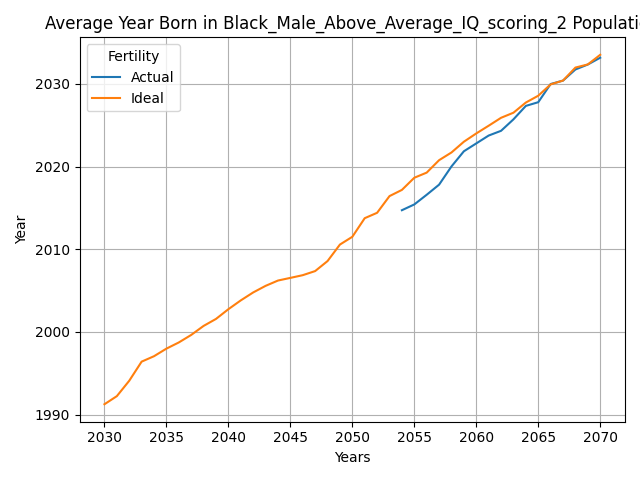 Average Year Born in Black_Male_Above_Average_IQ_scoring_2 Populati
Fertility
Actual
Ideal
2030
2020
2010
2000
1990
Year
2030 2035 2040 2045 2050 2055 2060 2065 2070
Years